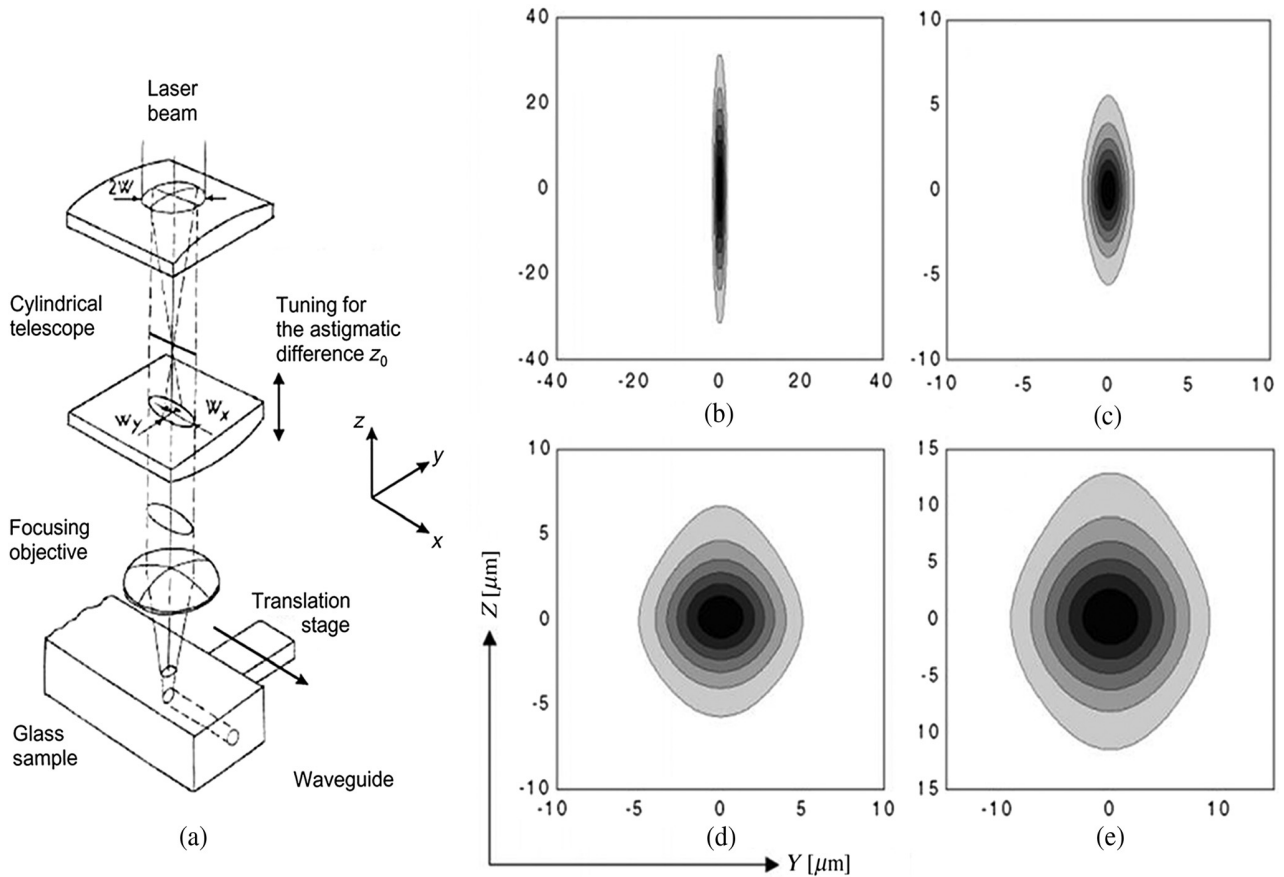 Laser
beam
2W
Cylindrical
telescope
Tuning for
the astigmatic
difference z0
Wy
Wx
z
y
x
Focusing
objective
Translation
stage
Glass
sample
Waveguide
(a)
40
20
0
-20
-40
-40 -20 0 20 40
(b)
10
5
0
-5
-10
-10 -5 0 5 10
(c)
10
5
0
-5
-10
-10 -5 0 5 10
(d)
15
10
5
0
-5
-10
15
-10 0 10
(e)
Z [μm]
Y [μm]